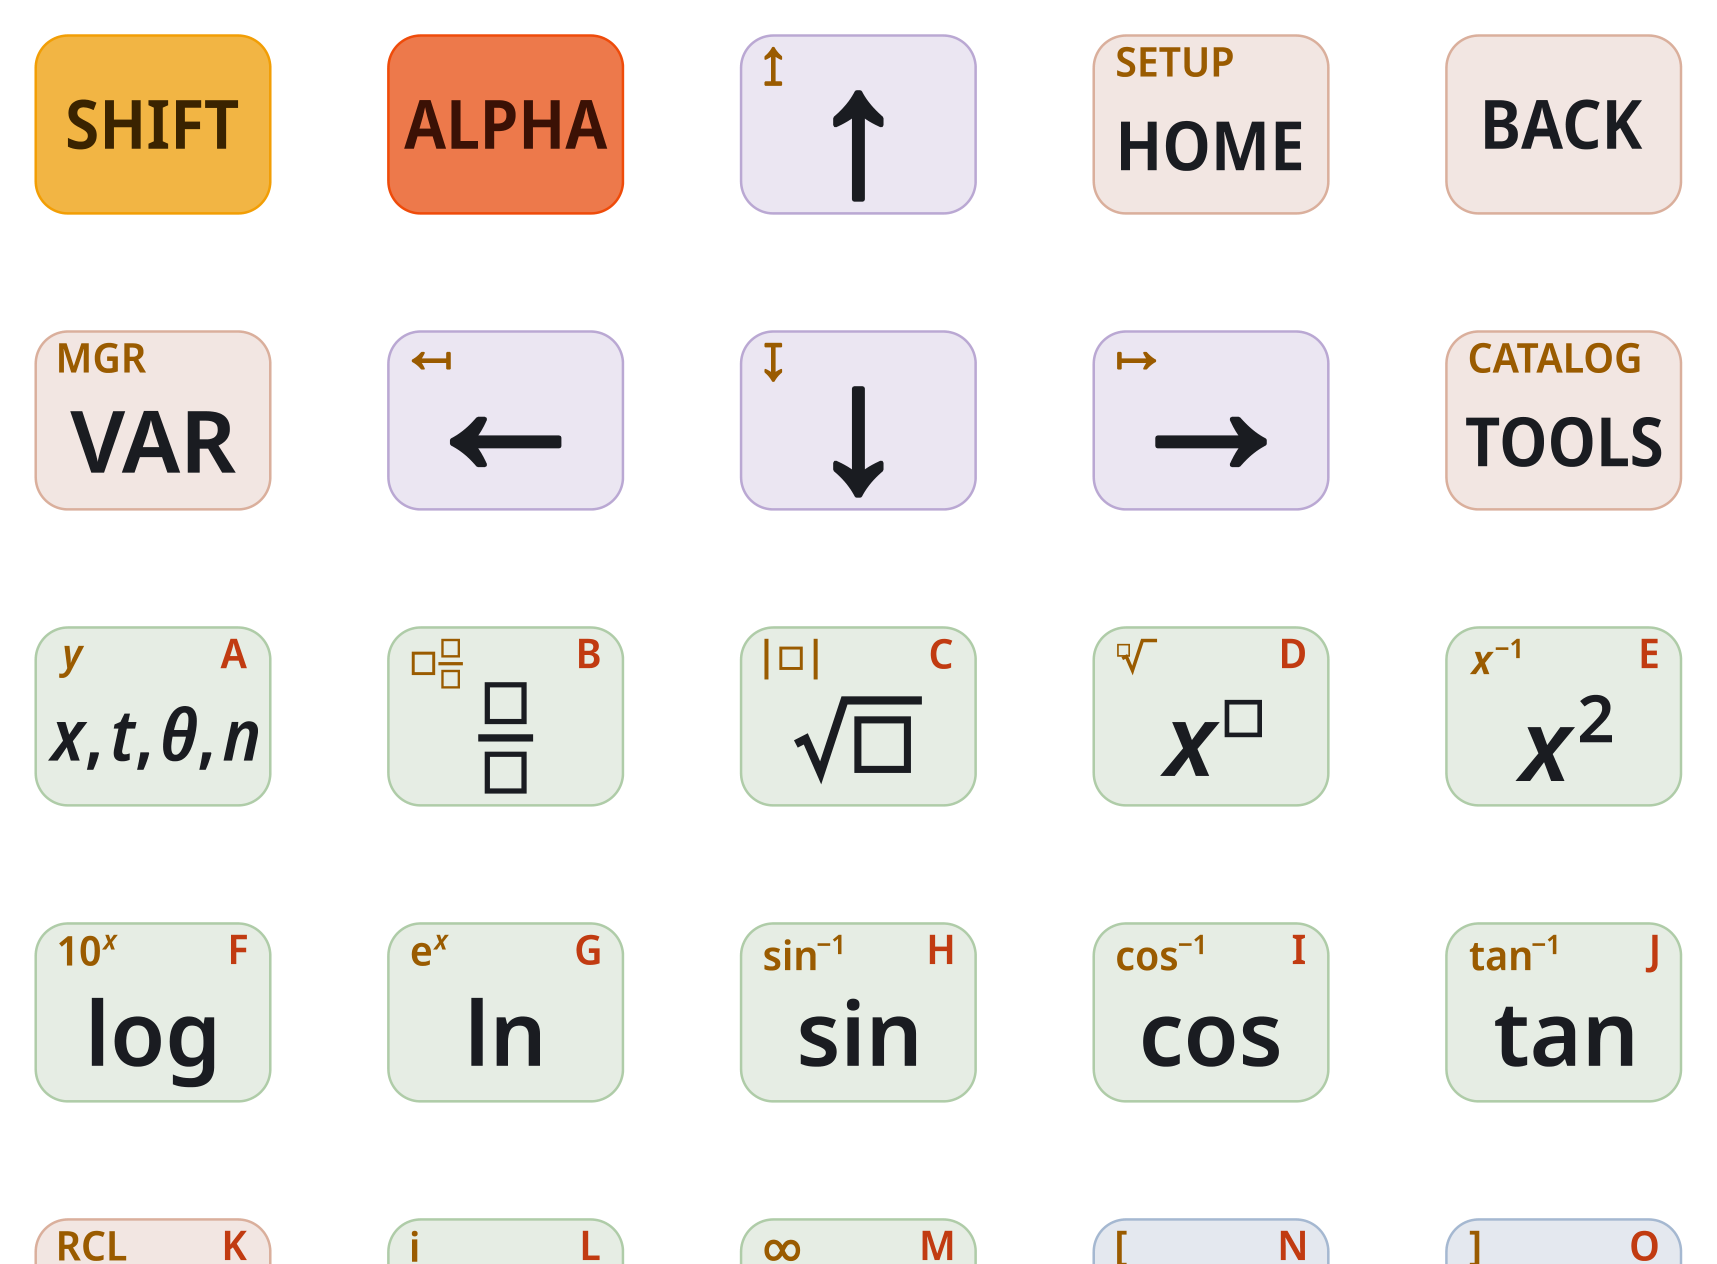 SHIFT
ALPHA
↥
↑
SETUP
HOME
BACK
MGR
VAR
↤
←
↧
↓
↦
→
CATALOG
TOOLS
y A
x, t, θ, n
□□/□ B
□/□
|□| C
√□
□√ D
x^□
x⁻¹ E
x²
10ˣ F
log
eˣ G
ln
sin⁻¹ H
sin
cos⁻¹ I
cos
tan⁻¹ J
tan
RCL K
i L
∞ M
[ N
] O